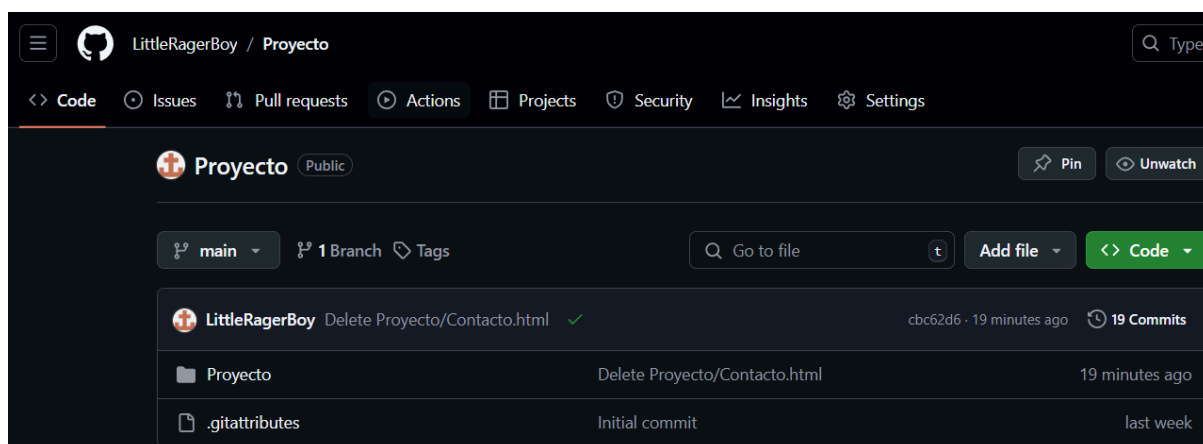 LittleRagerBoy / Proyecto
Type
Code Issues Pull requests Actions Projects Security Insights Settings
Proyecto Public
Pin Unwatch
main 1 Branch Tags Go to file t Add file Code
LittleRagerBoy Delete Proyecto/Contacto.html cbc62d6 · 19 minutes ago 19 Commits
Proyecto Delete Proyecto/Contacto.html 19 minutes ago
.gitattributes Initial commit last week